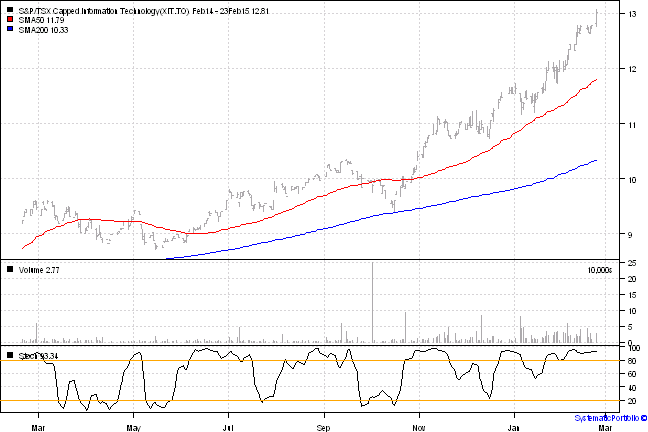 S&P/TSX Capped Information Technology(XIT.TO) Feb14 - 23Feb15 12.81
SMA50 11.79
SMA200 10.33
13
12
11
10
9
Volume 2.77
10,000s
25
20
15
10
5
0
Stoch 93.34
100
80
60
40
20
Mar May Jul Sep Nov Jan Mar
SystematicPortfolio ©